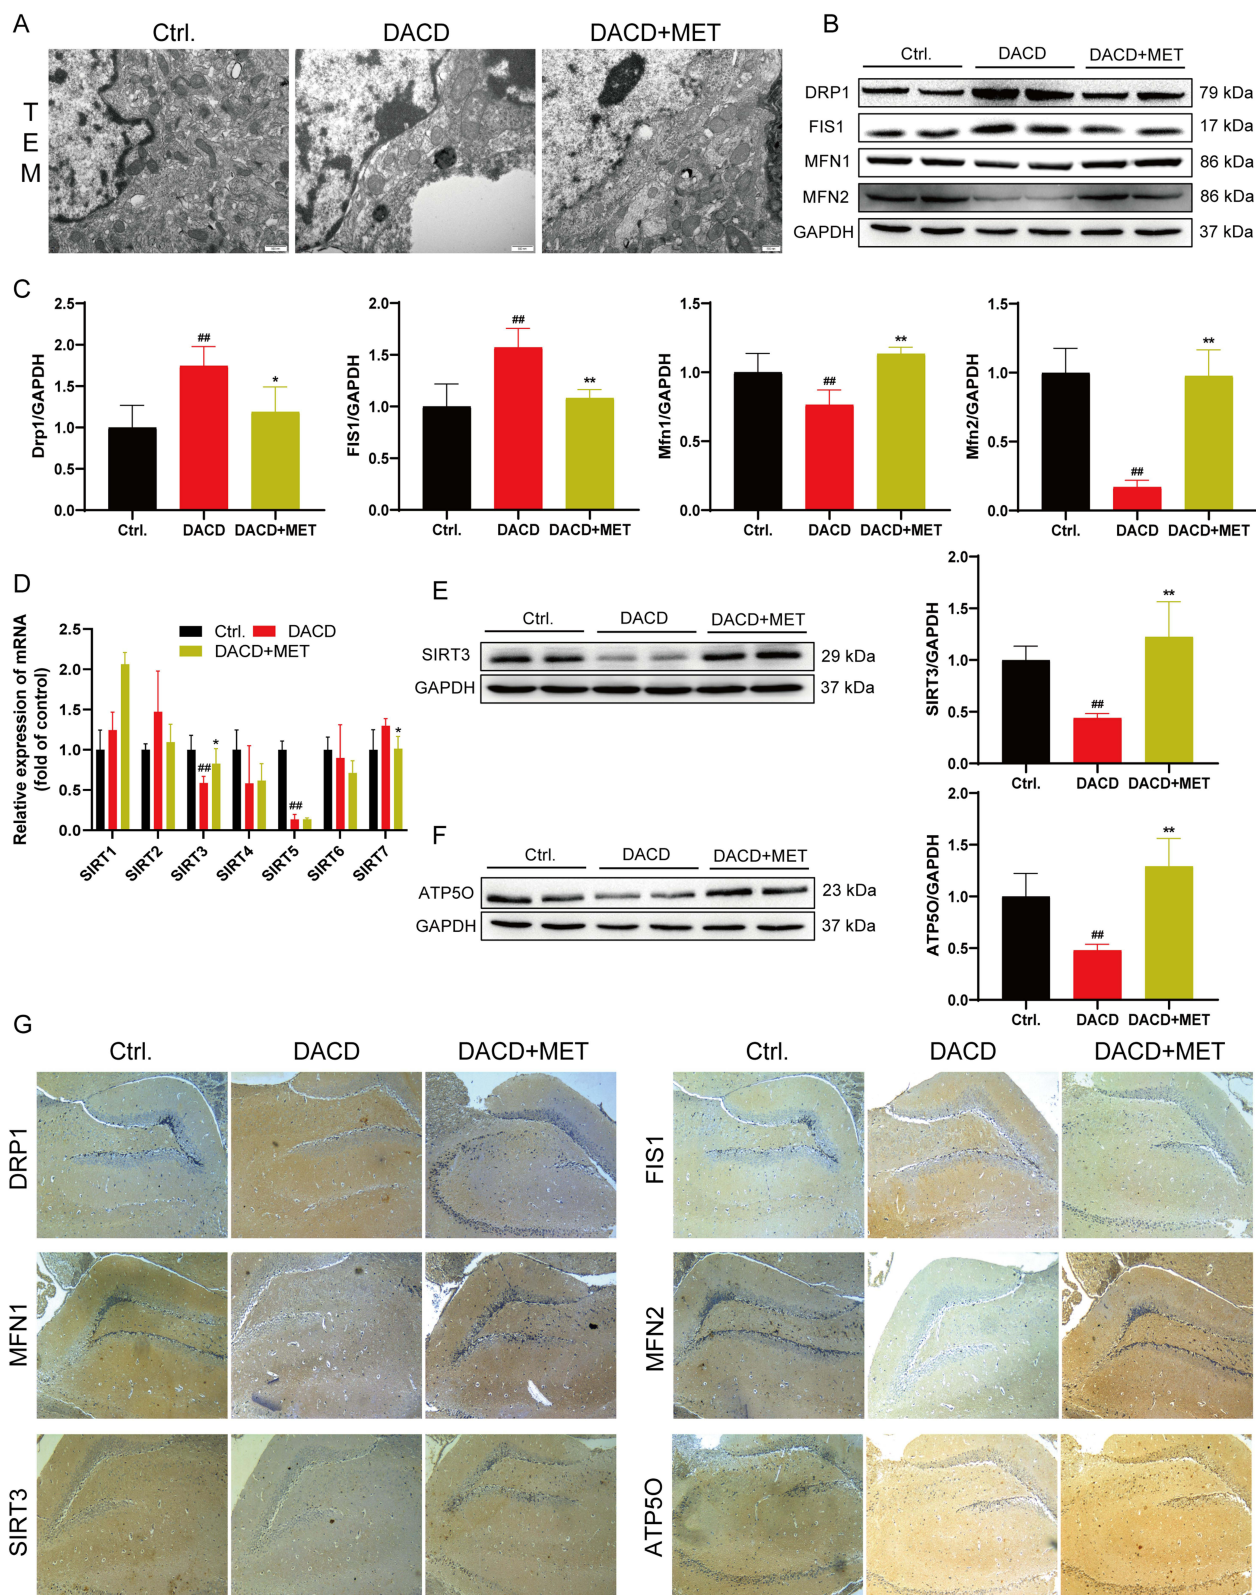 A
Ctrl.
DACD
DACD+MET
T
E
M
B
Ctrl.
DACD
DACD+MET
DRP1
79 kDa
FIS1
17 kDa
MFN1
86 kDa
MFN2
86 kDa
GAPDH
37 kDa
C
Drp1/GAPDH
2.5
2.0
1.5
1.0
0.5
0.0
##
*
Ctrl.
DACD
DACD+MET
FIS1/GAPDH
2.0
1.5
1.0
0.5
0.0
##
**
Ctrl.
DACD
DACD+MET
Mfn1/GAPDH
1.5
1.0
0.5
0.0
##
**
Ctrl.
DACD
DACD+MET
Mfn2/GAPDH
1.5
1.0
0.5
0.0
##
**
Ctrl.
DACD
DACD+MET
D
Relative expression of mRNA
(fold of control)
2.5
2.0
1.5
1.0
0.5
0.0
Ctrl.
DACD
DACD+MET
##
*
##
*
SIRT1
SIRT2
SIRT3
SIRT4
SIRT5
SIRT6
SIRT7
E
Ctrl.
DACD
DACD+MET
SIRT3
29 kDa
GAPDH
37 kDa
SIRT3/GAPDH
2.0
1.5
1.0
0.5
0.0
##
**
Ctrl.
DACD
DACD+MET
F
Ctrl.
DACD
DACD+MET
ATP5O
23 kDa
GAPDH
37 kDa
ATP5O/GAPDH
2.0
1.5
1.0
0.5
0.0
##
**
Ctrl.
DACD
DACD+MET
G
Ctrl.
DACD
DACD+MET
Ctrl.
DACD
DACD+MET
DRP1
FIS1
MFN1
MFN2
SIRT3
ATP5O